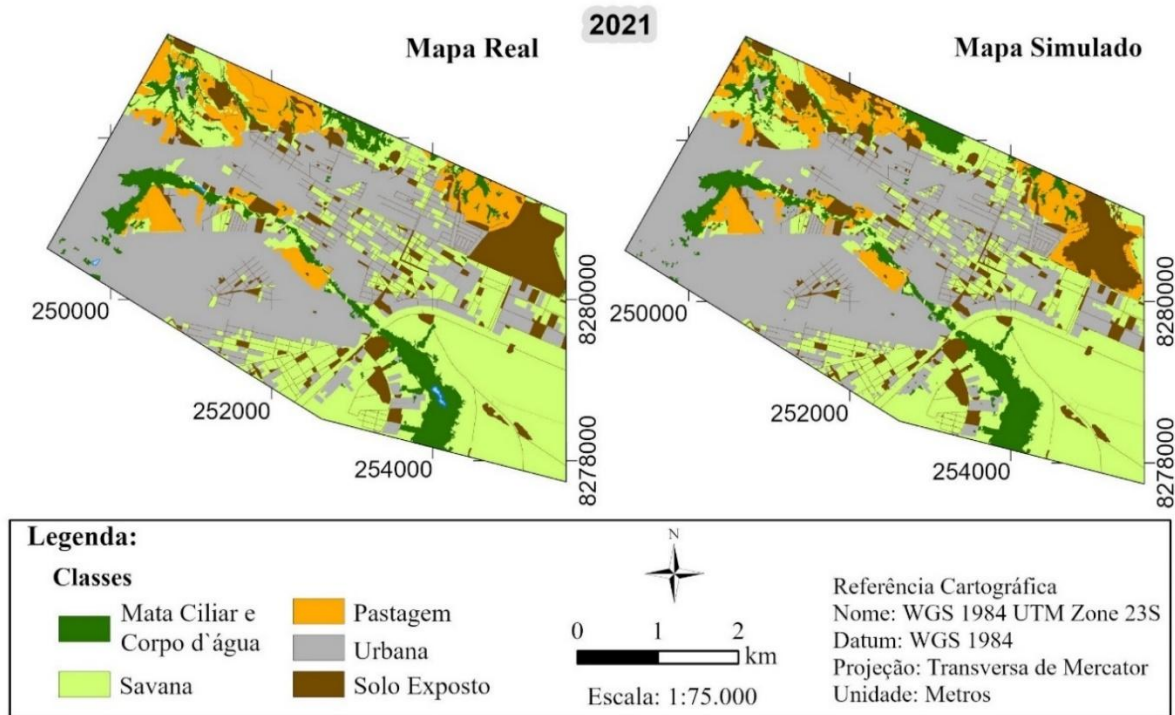 2021
Mapa Real
Mapa Simulado
250000
252000
254000
8280000
8278000
250000
252000
254000
8280000
8278000
Legenda:
Classes
Mata Ciliar e
Corpo d`água
Savana
Pastagem
Urbana
Solo Exposto
N
0 1 2
km
Escala: 1:75.000
Referência Cartográfica
Nome: WGS 1984 UTM Zone 23S
Datum: WGS 1984
Projeção: Transversa de Mercator
Unidade: Metros